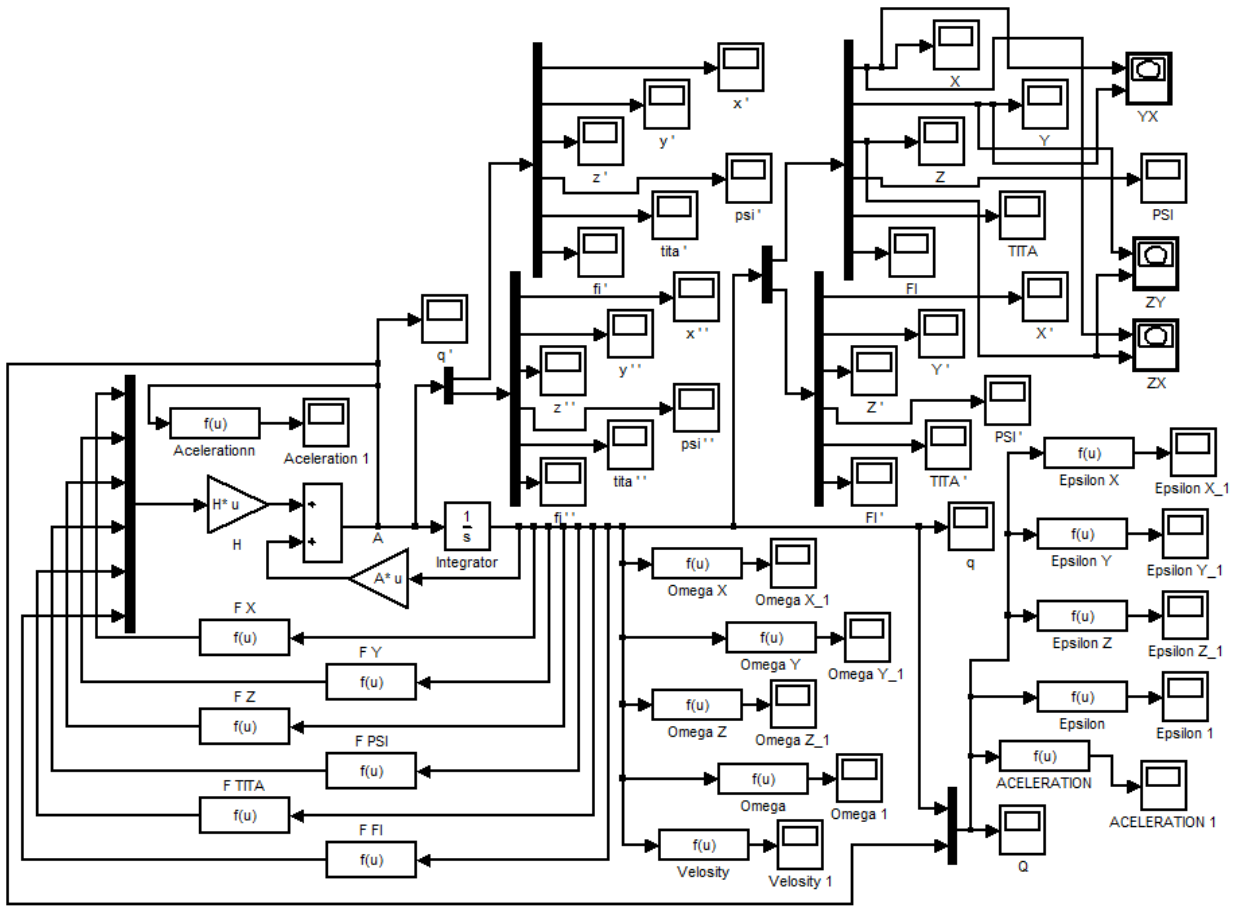 x '
y '
z '
psi '
tita '
fi '
X
Y
Z
PSI
TITA
FI
YX
ZY
ZX
q '
x ' '
y ' '
z ' '
psi ' '
tita ' '
fi ' '
X '
Y '
Z '
PSI '
TITA '
FI '
f(u)
Acelerationn
Aceleration 1
H* u
H
+
+
A
1
s
Integrator
A* u
q
F X
f(u)
F Y
f(u)
F Z
f(u)
F PSI
f(u)
F TITA
f(u)
F FI
f(u)
f(u)
Omega X
Omega X_1
f(u)
Omega Y
Omega Y_1
f(u)
Omega Z
Omega Z_1
f(u)
Omega
Omega 1
f(u)
Velosity
Velosity 1
f(u)
Epsilon X
Epsilon X_1
f(u)
Epsilon Y
Epsilon Y_1
f(u)
Epsilon Z
Epsilon Z_1
f(u)
Epsilon
Epsilon 1
f(u)
ACELERATION
ACELERATION 1
Q